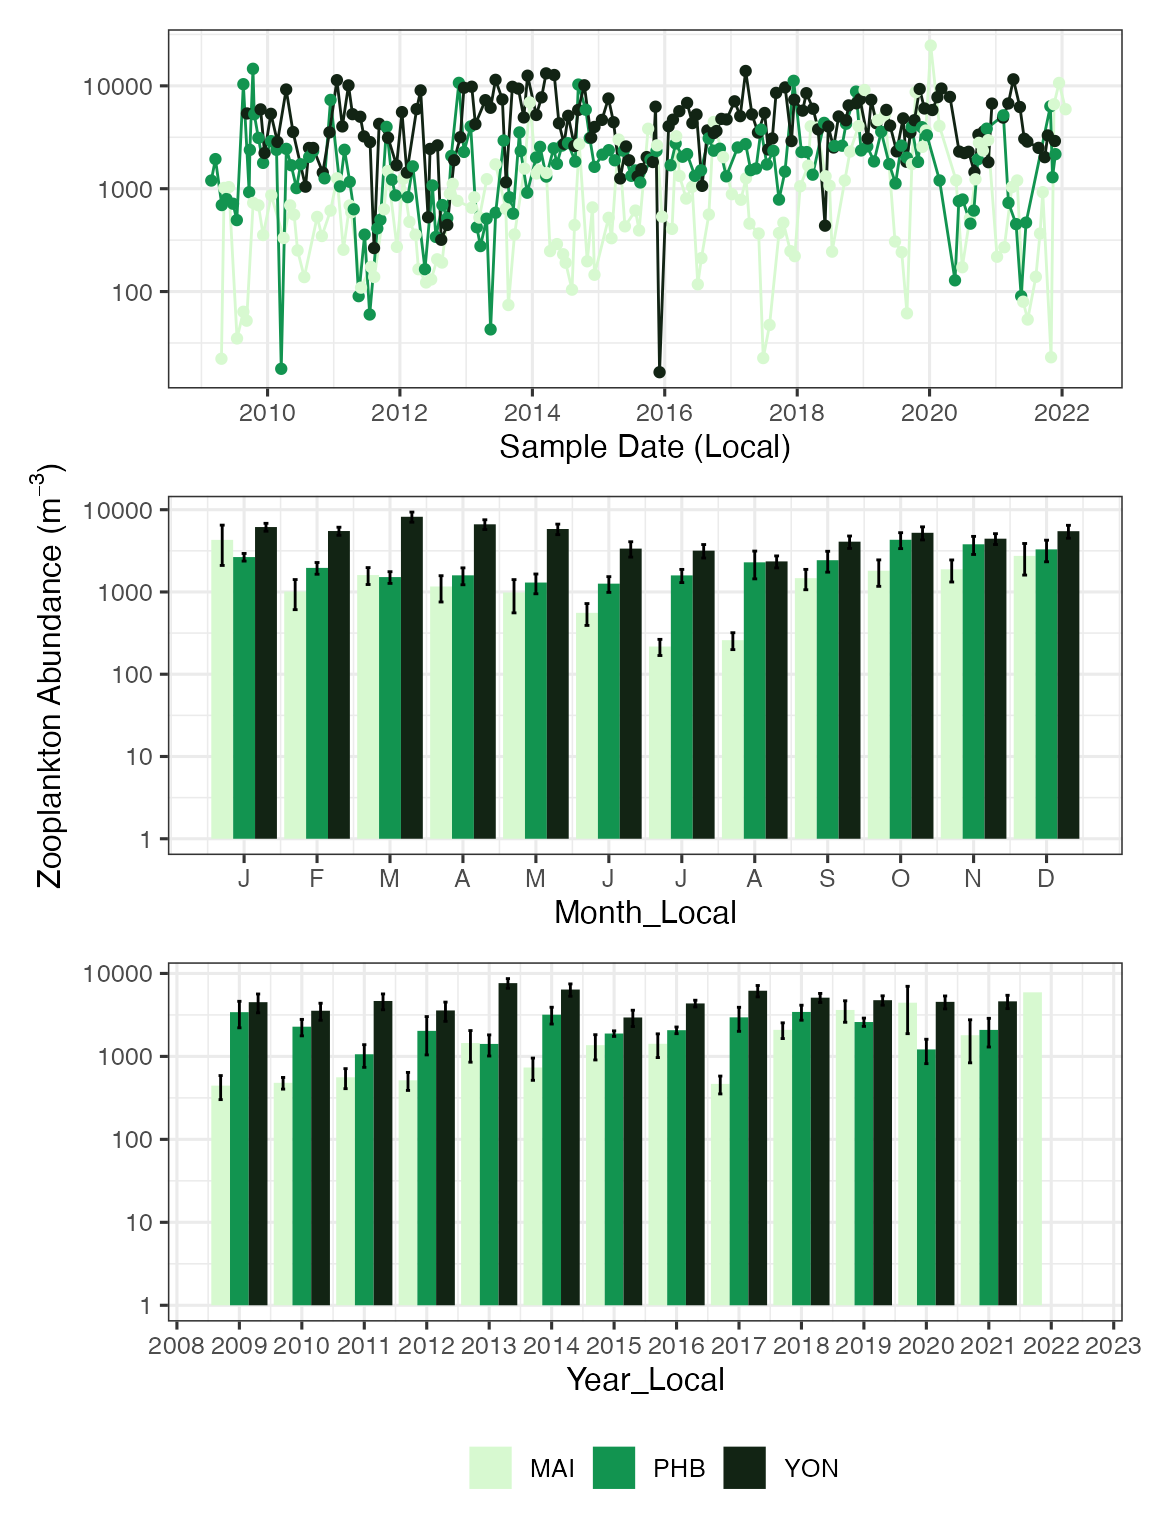 10000
1000
100
2010 2012 2014 2016 2018 2020 2022
Sample Date (Local)
Zooplankton Abundance (m⁻³)
10000
1000
100
10
1
J F M A M J J A S O N D
Month_Local
10000
1000
100
10
1
2008 2009 2010 2011 2012 2013 2014 2015 2016 2017 2018 2019 2020 2021 2022 2023
Year_Local
MAI PHB YON